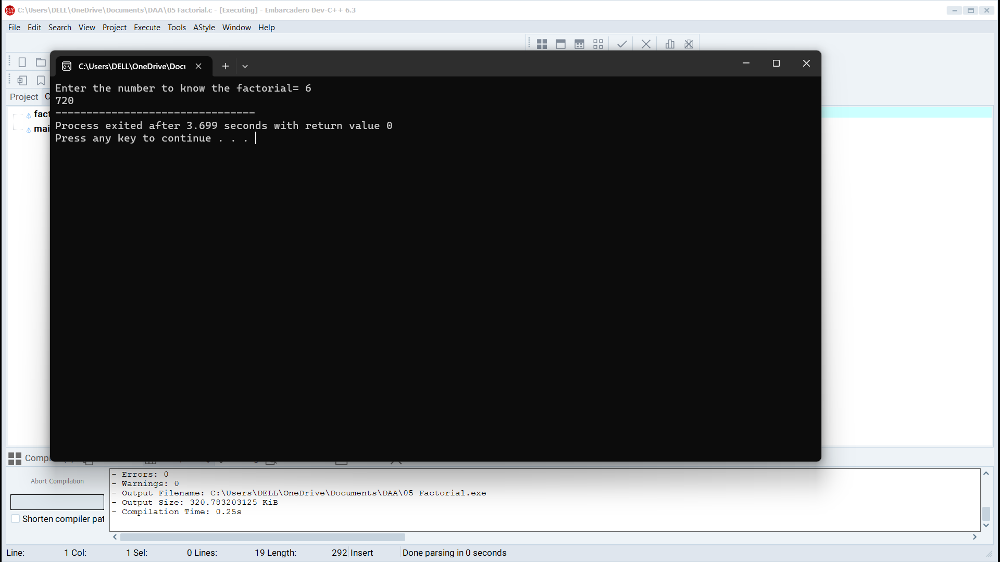 C:\Users\DELL\OneDrive\Documents\DAA\05 Factorial.c - [Executing] - Embarcadero Dev-C++ 6.3
File Edit Search View Project Execute Tools AStyle Window Help
C:\Users\DELL\OneDrive\Docu
Enter the number to know the factorial= 6
720
--------------------------------
Process exited after 3.699 seconds with return value 0
Press any key to continue . . .
Project C
fact
mai
Compi
Abort Compilation
Shorten compiler pat
- Errors: 0
- Warnings: 0
- Output Filename: C:\Users\DELL\OneDrive\Documents\DAA\05 Factorial.exe
- Output Size: 320.783203125 KiB
- Compilation Time: 0.25s
Line: 1 Col: 1 Sel: 0 Lines: 19 Length: 292 Insert Done parsing in 0 seconds